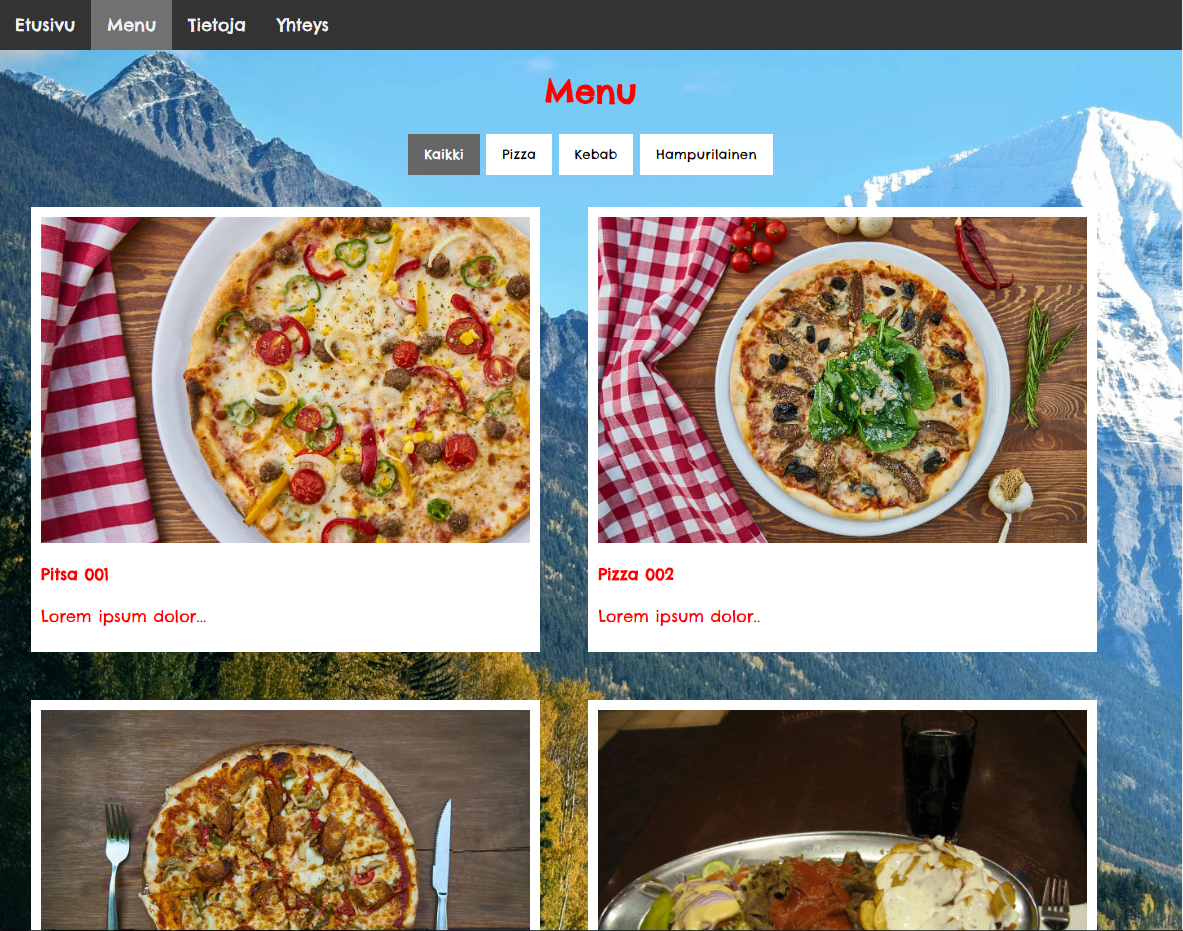 Etusivu Menu Tietoja Yhteys
Menu
Kaikki Pizza Kebab Hampurilainen
Pitsa 001
Lorem ipsum dolor...
Pizza 002
Lorem ipsum dolor..